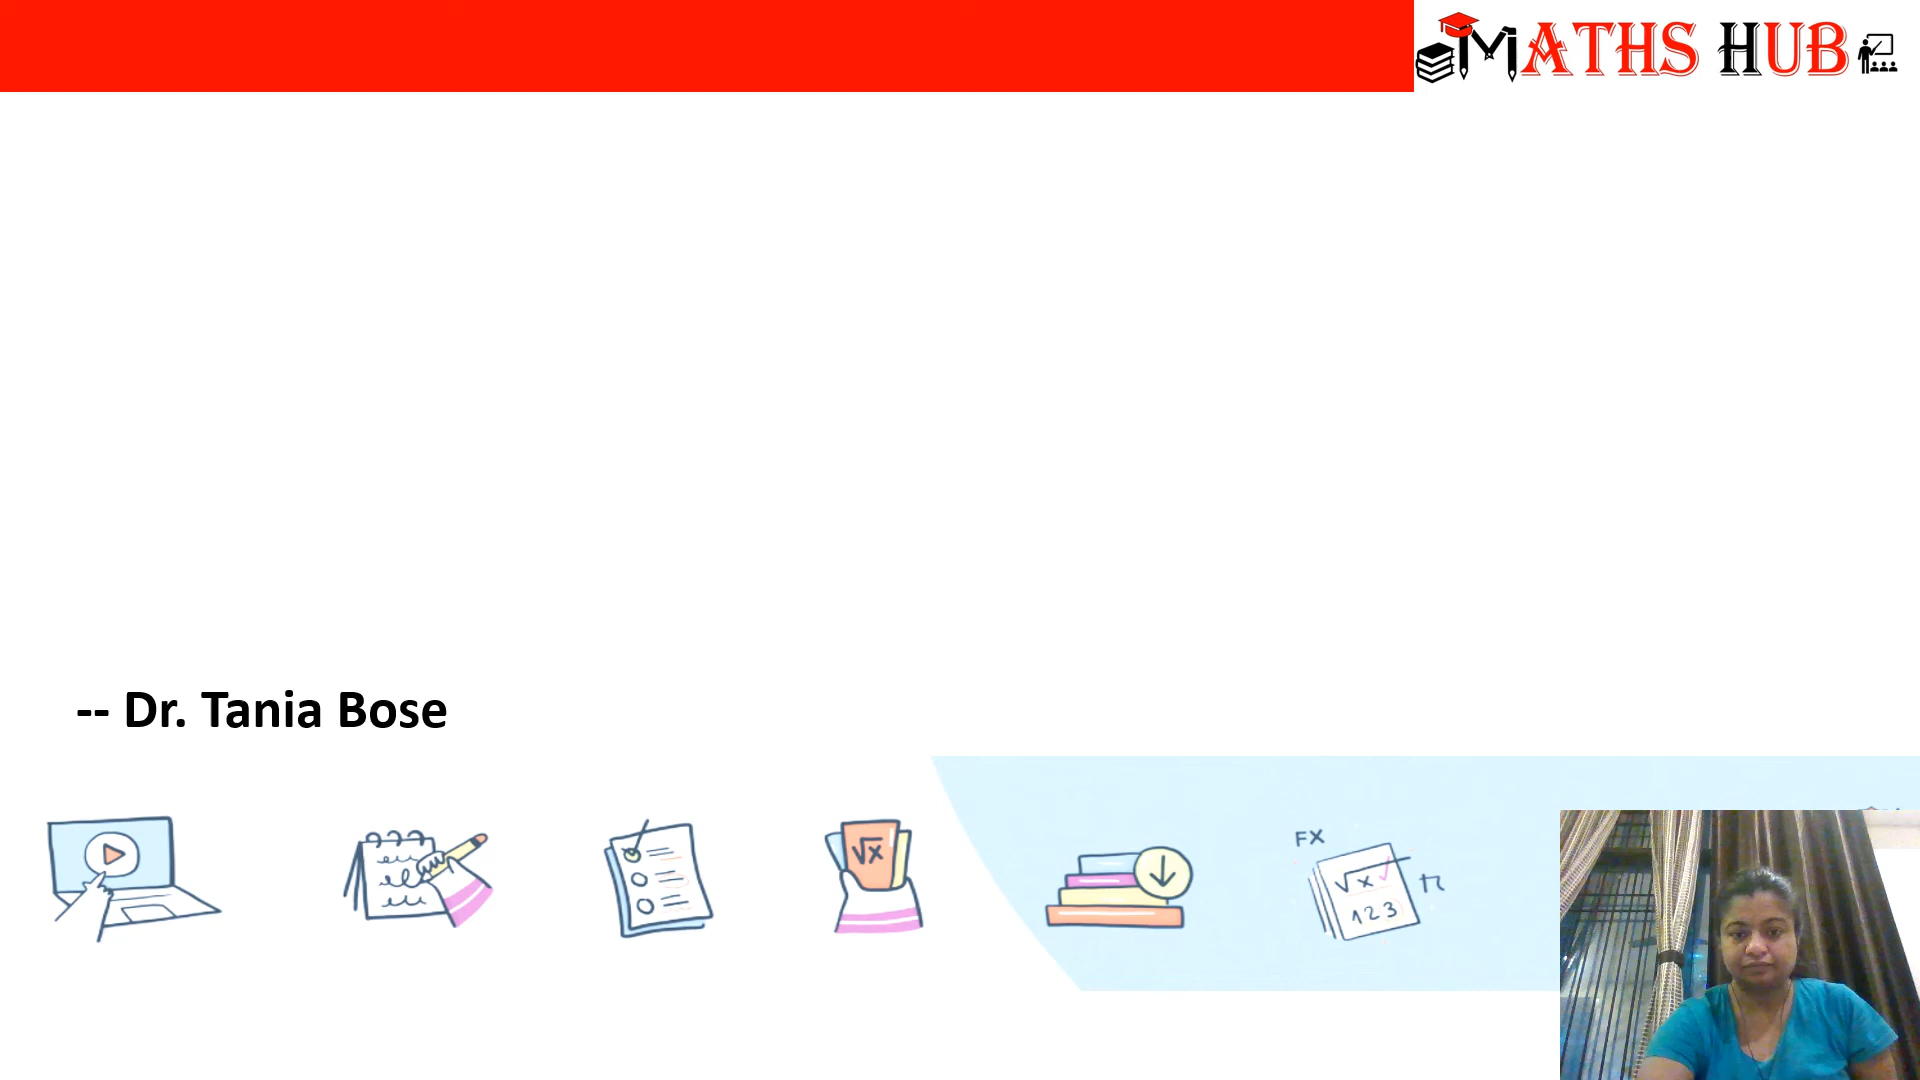 MATHS HUB
-- Dr. Tania Bose
√x
FX
√x
π
123